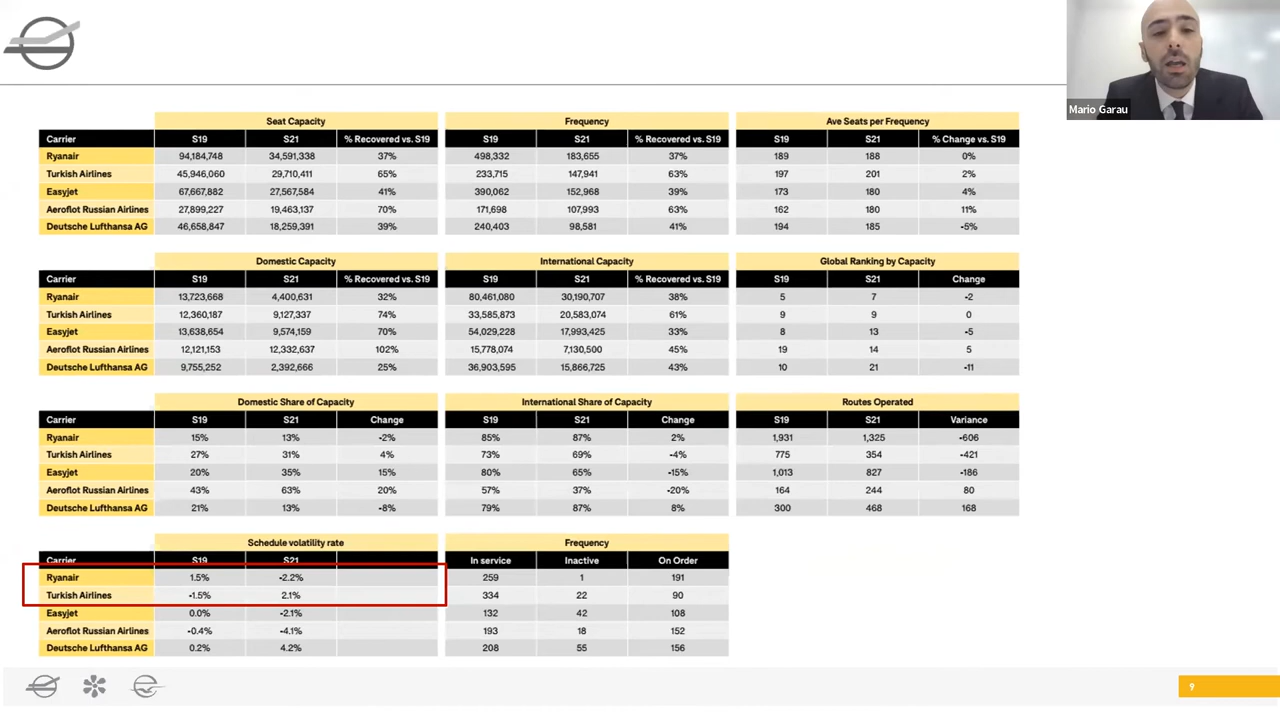 Mario Garau
Seat Capacity Frequency Ave Seats per Frequency
Carrier S19 S21 % Recovered vs. S19 S19 S21 % Recovered vs. S19 S19 S21 % Change vs. S19
Ryanair 94,184,748 34,591,338 37% 498,332 183,655 37% 189 188 0%
Turkish Airlines 45,946,060 29,710,411 65% 233,715 147,941 63% 197 201 2%
Easyjet 67,667,882 27,567,584 41% 390,062 152,968 39% 173 180 4%
Aeroflot Russian Airlines 27,899,227 19,463,137 70% 171,698 107,993 63% 162 180 11%
Deutsche Lufthansa AG 46,658,847 18,259,391 39% 240,403 98,581 41% 194 185 -5%
Domestic Capacity International Capacity Global Ranking by Capacity
Carrier S19 S21 % Recovered vs. S19 S19 S21 % Recovered vs. S19 S19 S21 Change
Ryanair 13,723,668 4,400,631 32% 80,461,080 30,190,707 38% 5 7 -2
Turkish Airlines 12,360,187 9,127,337 74% 33,585,873 20,583,074 61% 9 9 0
Easyjet 13,638,654 9,574,159 70% 54,029,228 17,993,425 33% 8 13 -5
Aeroflot Russian Airlines 12,121,153 12,332,637 102% 15,778,074 7,130,500 45% 19 14 5
Deutsche Lufthansa AG 9,755,252 2,392,666 25% 36,903,595 15,866,725 43% 10 21 -11
Domestic Share of Capacity International Share of Capacity Routes Operated
Carrier S19 S21 Change S19 S21 Change S19 S21 Variance
Ryanair 15% 13% -2% 85% 87% 2% 1,931 1,325 -606
Turkish Airlines 27% 31% 4% 73% 69% -4% 775 354 -421
Easyjet 20% 35% 15% 80% 65% -15% 1,013 827 -186
Aeroflot Russian Airlines 43% 63% 20% 57% 37% -20% 164 244 80
Deutsche Lufthansa AG 21% 13% -8% 79% 87% 8% 300 468 168
Schedule volatility rate Frequency
Carrier S19 S21 In service Inactive On Order
Ryanair 1.5% -2.2% 259 1 191
Turkish Airlines -1.5% 2.1% 334 22 90
Easyjet 0.0% -2.1% 132 42 108
Aeroflot Russian Airlines -0.4% -4.1% 193 18 152
Deutsche Lufthansa AG 0.2% 4.2% 208 55 156
9